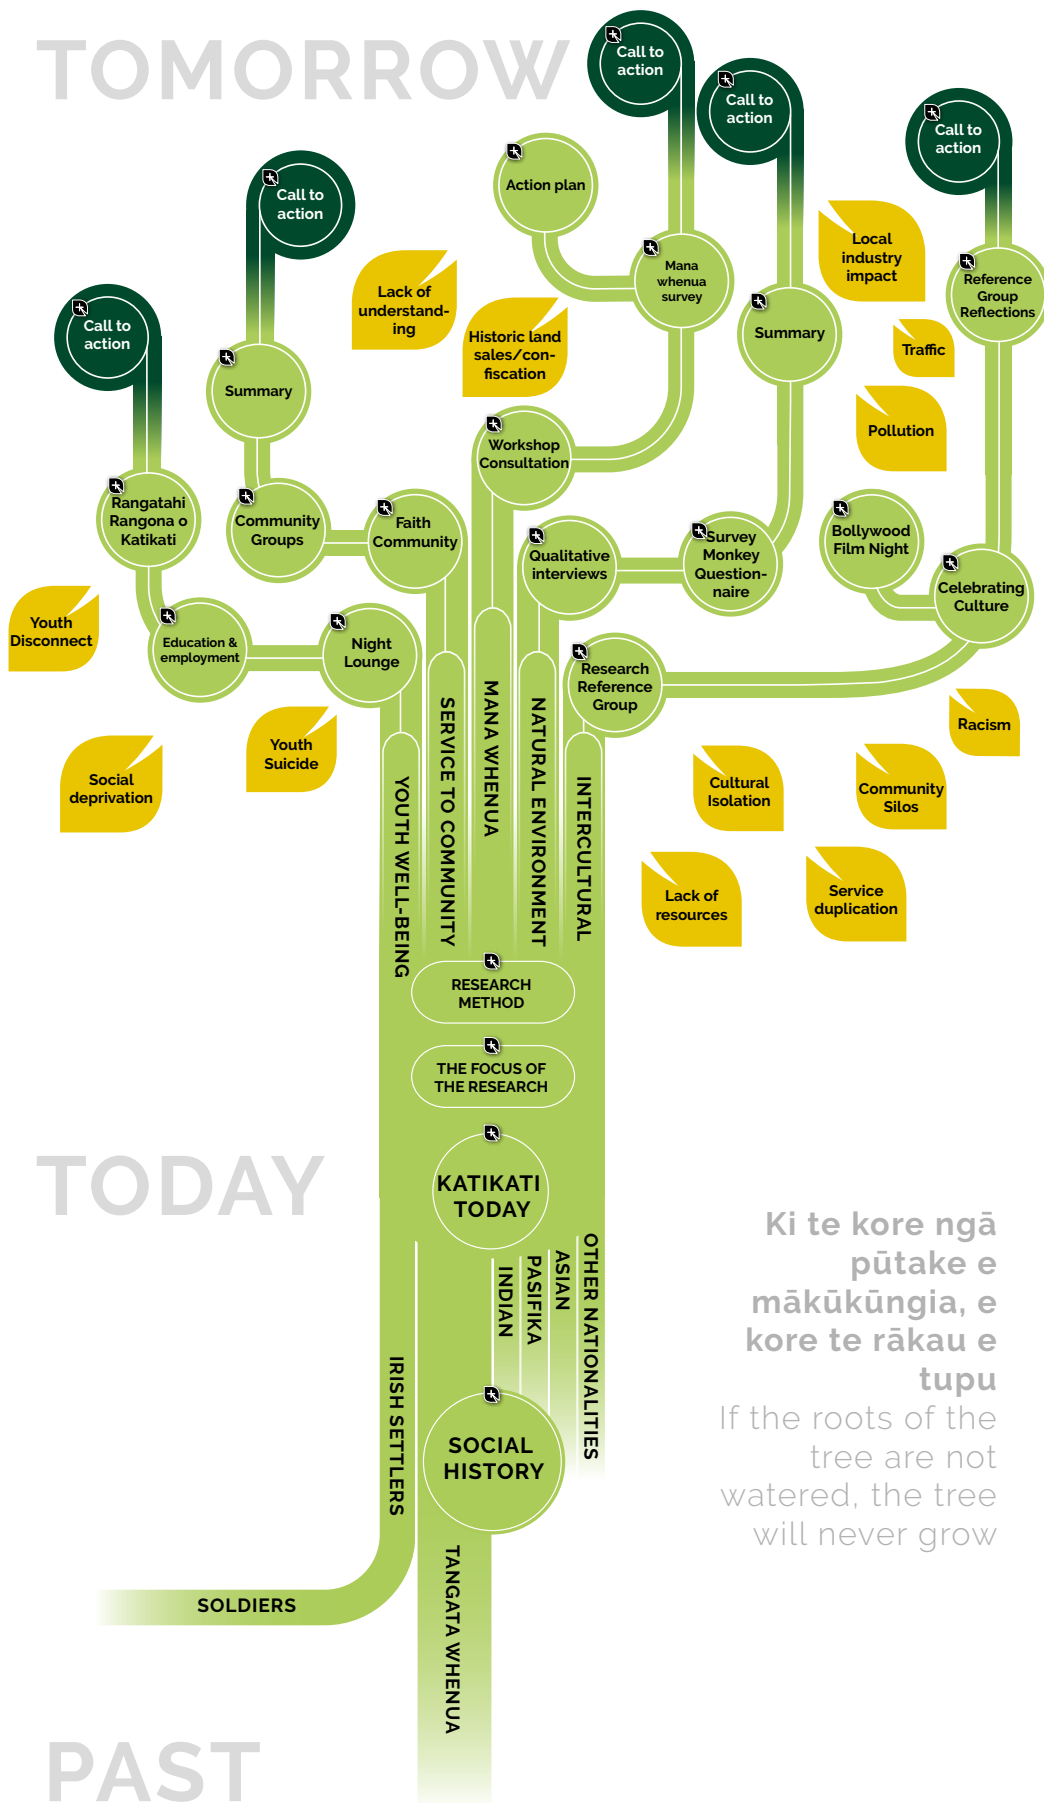 TOMORROW
Call to
action
Call to
action
Call to
action
Action plan
Call to
action
Local
industry
impact
Mana
whenua
survey
Reference
Group
Reflections
Lack of
understand-
ing
Historic land
sales/con-
fiscation
Call to
action
Summary
Traffic
Summary
Pollution
Workshop
Consultation
Rangatahi
Rangona o
Katikati
Community
Groups
Faith
Community
Qualitative
interviews
Survey
Monkey
Question-
naire
Bollywood
Film Night
Celebrating
Culture
Youth
Disconnect
Education &
employment
Night
Lounge
Research
Reference
Group
Racism
Youth
Suicide
Social
deprivation
Cultural
Isolation
Community
Silos
Lack of
resources
Service
duplication
YOUTH WELL-BEING
SERVICE TO COMMUNITY
MANA WHENUA
NATURAL ENVIRONMENT
INTERCULTURAL
RESEARCH
METHOD
THE FOCUS OF
THE RESEARCH
TODAY
KATIKATI
TODAY
INDIAN
PASIFIKA
ASIAN
OTHER NATIONALITIES
Ki te kore ngā
pūtake e
mākūkūngia, e
kore te rākau e
tupu
If the roots of the
tree are not
watered, the tree
will never grow
IRISH SETTLERS
SOCIAL
HISTORY
SOLDIERS
TANGATA WHENUA
PAST